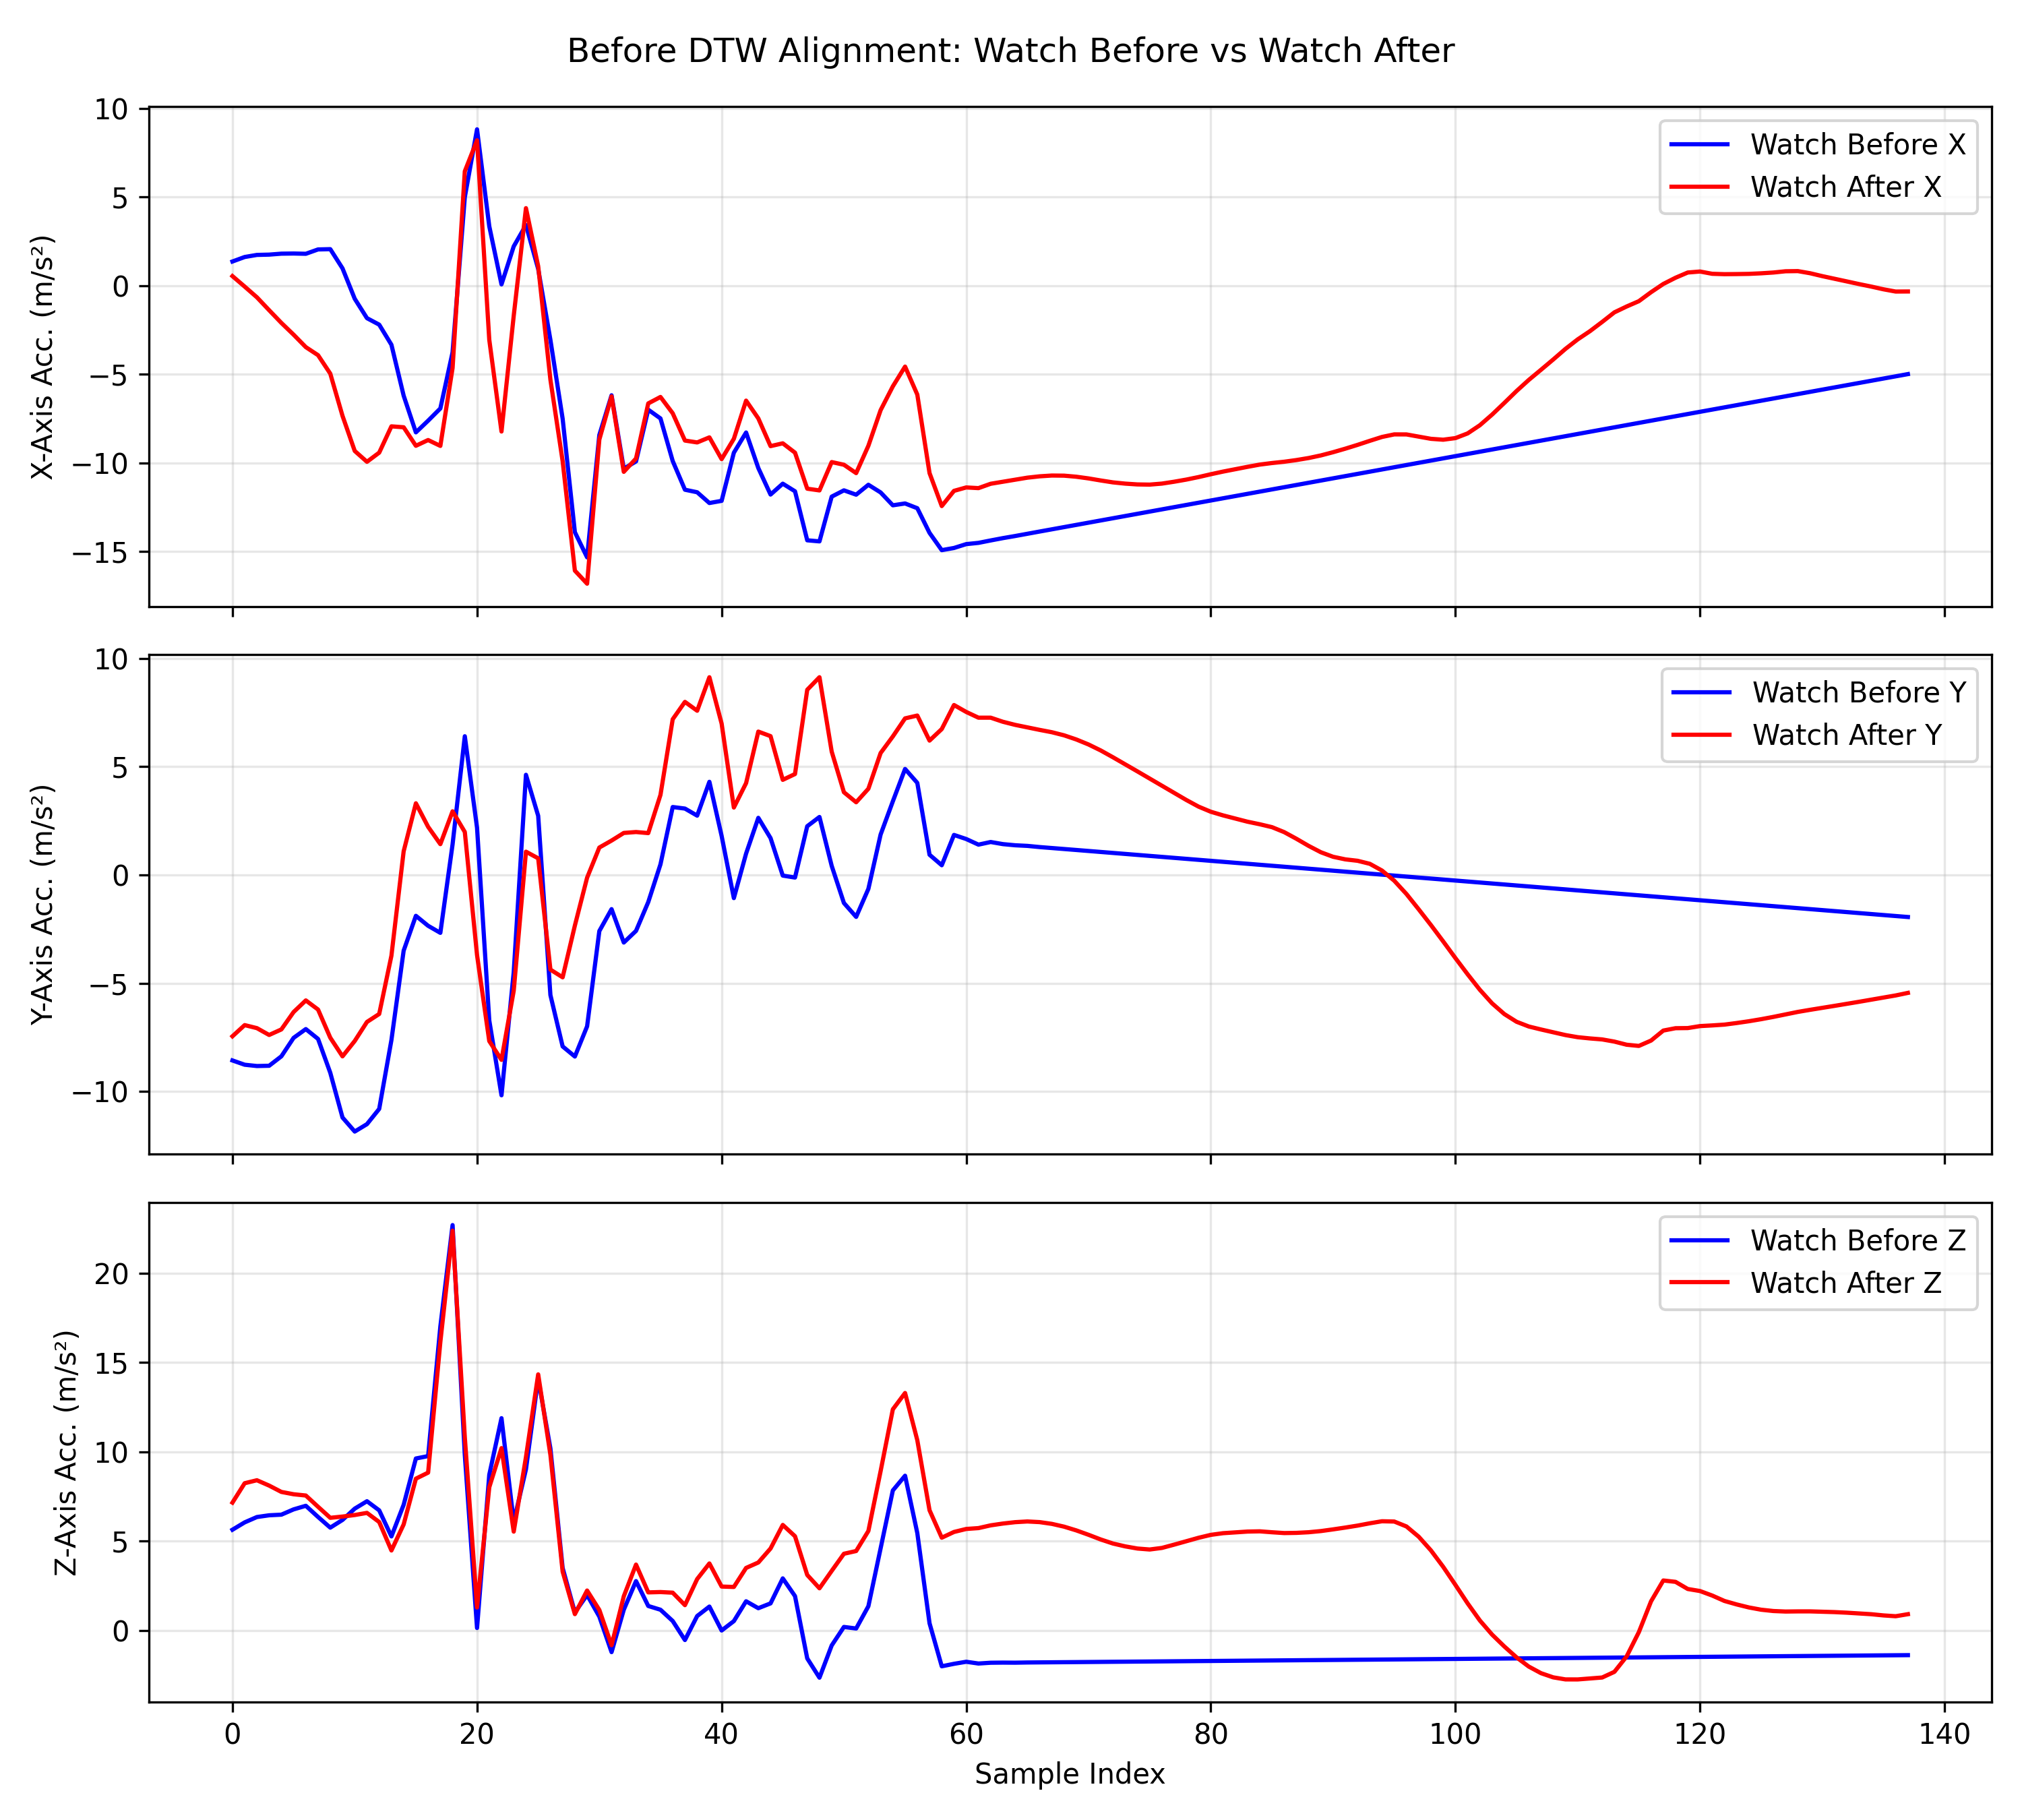 Before DTW Alignment: Watch Before vs Watch After
10
5
0
−5
−10
−15
X-Axis Acc. (m/s²)
Watch Before X
Watch After X
10
5
0
−5
−10
Y-Axis Acc. (m/s²)
Watch Before Y
Watch After Y
20
15
10
5
0
Z-Axis Acc. (m/s²)
Watch Before Z
Watch After Z
0 20 40 60 80 100 120 140
Sample Index